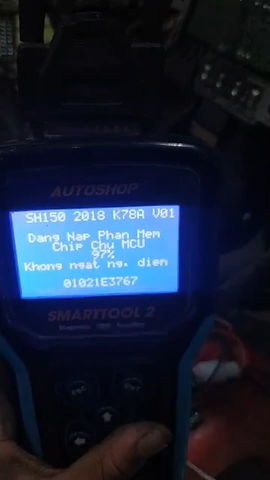 AUTOSHOP
SH150 2018 K78A V01
Dang Nap Phan Mem
Chip Chu MCU
97%
Khong ngat ng. dien
01021E3767
SMARTTOOL 2